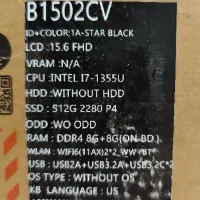 B1502CV
ID+COLOR:1A-STAR BLACK
LCD :15.6 FHD
VRAM :N/A
CPU :INTEL I7-1355U
HDD :WITHOUT HDD
SSD :512G 2280 P4
ODD :WO ODD
RAM :DDR4 8G+8G(ON BD.)
WLAN :WIFI6(11AX)2*2_WW+BT*
USB :USB2A+USB3.2A+USB3.2C*2
OS TYPE :WITHOUT OS
KB LANGUAGE :US